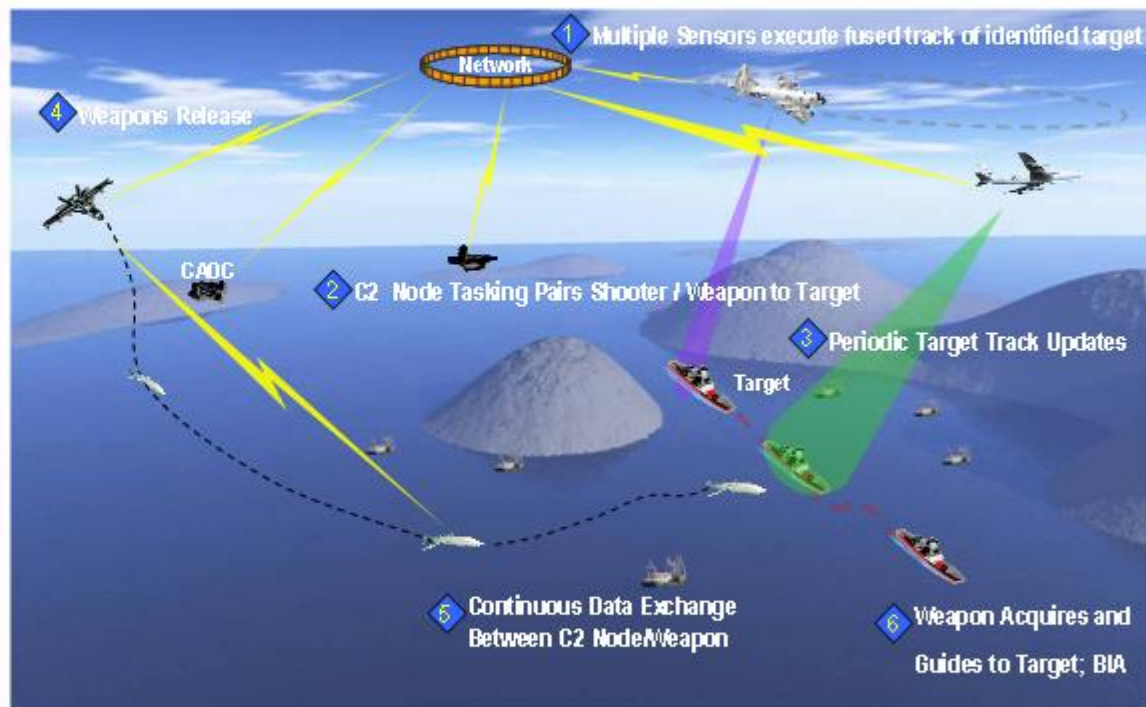 1 Multiple Sensors execute fused track of identified target
Network
4 Weapons Release
CAOC
2 C2 Node Tasking Pairs Shooter / Weapon to Target
3 Periodic Target Track Updates
Target
5 Continuous Data Exchange
Between C2 Node/Weapon
6 Weapon Acquires and
Guides to Target; BIA